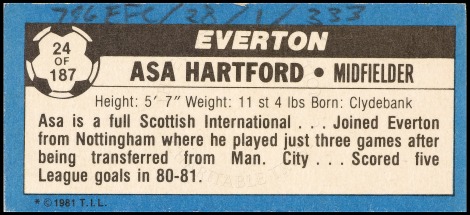 786FFC/28/1/333
24
OF
187
EVERTON
ASA HARTFORD • MIDFIELDER
Height: 5' 7" Weight: 11 st 4 lbs Born: Clydebank
Asa is a full Scottish International . . . Joined Everton
from Nottingham where he played just three games after
being transferred from Man. City . . . Scored five
League goals in 80-81.
* © 1981 T.I.L.